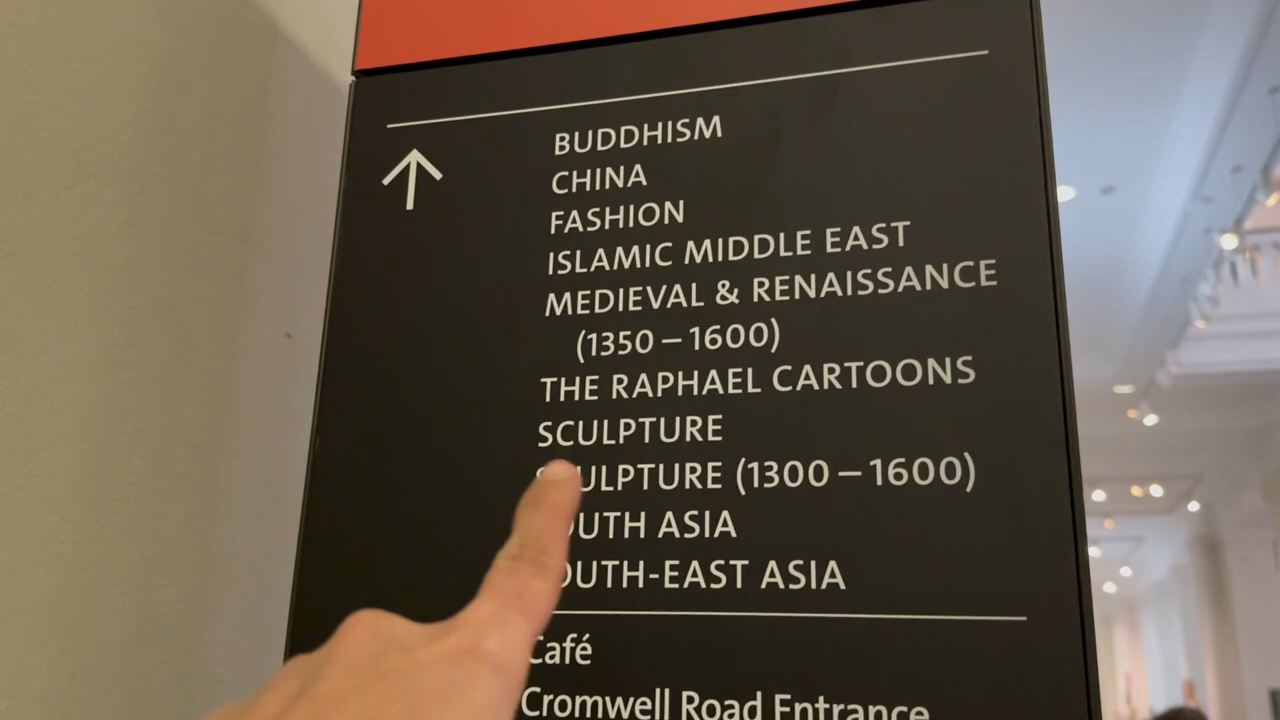 BUDDHISM
CHINA
FASHION
ISLAMIC MIDDLE EAST
MEDIEVAL & RENAISSANCE
(1350 – 1600)
THE RAPHAEL CARTOONS
SCULPTURE
SCULPTURE (1300 – 1600)
SOUTH ASIA
SOUTH-EAST ASIA
Café
Cromwell Road Entrance